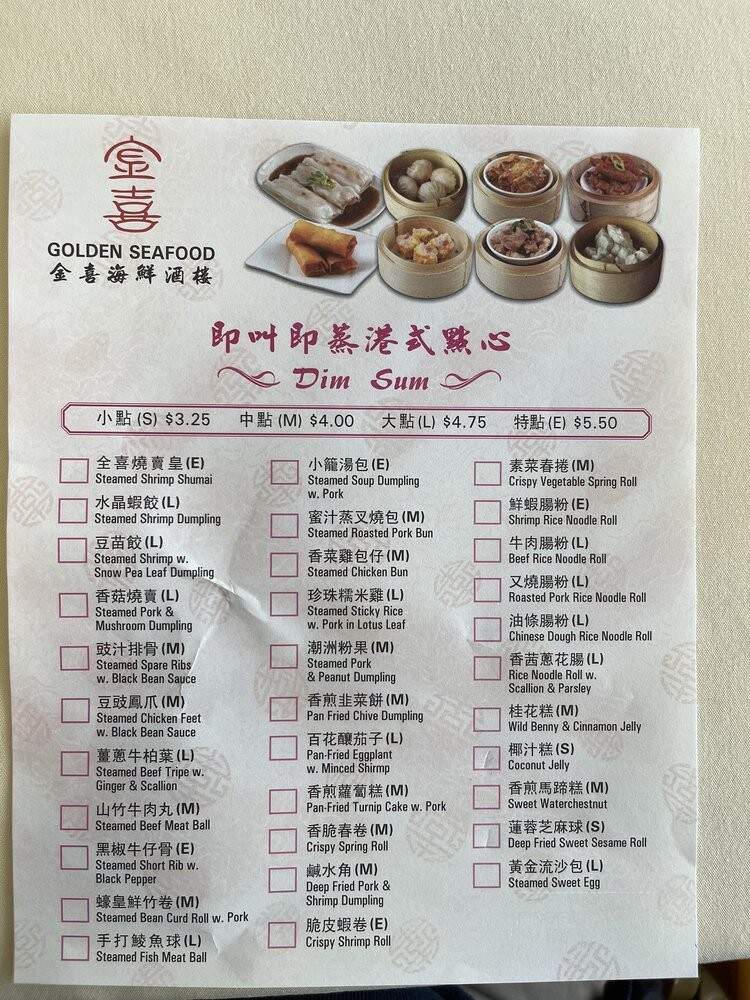 金喜
GOLDEN SEAFOOD
金喜海鮮酒楼
即叫即蒸港式點心
Dim Sum
小點 (S) $3.25 中點 (M) $4.00 大點 (L) $4.75 特點 (E) $5.50
全喜燒賣皇 (E)
Steamed Shrimp Shumai
水晶蝦餃 (L)
Steamed Shrimp Dumpling
豆苗餃 (L)
Steamed Shrimp w.
Snow Pea Leaf Dumpling
香菇燒賣 (L)
Steamed Pork &
Mushroom Dumpling
豉汁排骨 (M)
Steamed Spare Ribs
w. Black Bean Sauce
豆豉鳳爪 (M)
Steamed Chicken Feet
w. Black Bean Sauce
薑蔥牛柏葉 (L)
Steamed Beef Tripe w.
Ginger & Scallion
山竹牛肉丸 (M)
Steamed Beef Meat Ball
黑椒牛仔骨 (E)
Steamed Short Rib w.
Black Pepper
蠔皇鮮竹卷 (M)
Steamed Bean Curd Roll w. Pork
手打鯪魚球 (L)
Steamed Fish Meat Ball
小籠湯包 (E)
Steamed Soup Dumpling
w. Pork
蜜汁蒸叉燒包 (M)
Steamed Roasted Pork Bun
香菜雞包仔 (M)
Steamed Chicken Bun
珍珠糯米雞 (L)
Steamed Sticky Rice
w. Pork in Lotus Leaf
潮洲粉果 (M)
Steamed Pork
& Peanut Dumpling
香煎韭菜餅 (M)
Pan Fried Chive Dumpling
百花釀茄子 (L)
Pan-Fried Eggplant
w. Minced Shirmp
香煎蘿蔔糕 (M)
Pan-Fried Turnip Cake w. Pork
香脆春卷 (M)
Crispy Spring Roll
鹹水角 (M)
Deep Fried Pork &
Shrimp Dumpling
脆皮蝦卷 (E)
Crispy Shrimp Roll
素菜春捲 (M)
Crispy Vegetable Spring Roll
鮮蝦腸粉 (E)
Shrimp Rice Noodle Roll
牛肉腸粉 (L)
Beef Rice Noodle Roll
叉燒腸粉 (L)
Roasted Pork Rice Noodle Roll
油條腸粉 (L)
Chinese Dough Rice Noodle Roll
香茜蔥花腸 (L)
Rice Noodle Roll w.
Scallion & Parsley
桂花糕 (M)
Wild Benny & Cinnamon Jelly
椰汁糕 (S)
Coconut Jelly
香煎馬蹄糕 (M)
Sweet Waterchestnut
蓮蓉芝麻球 (S)
Deep Fried Sweet Sesame Roll
黃金流沙包 (L)
Steamed Sweet Egg